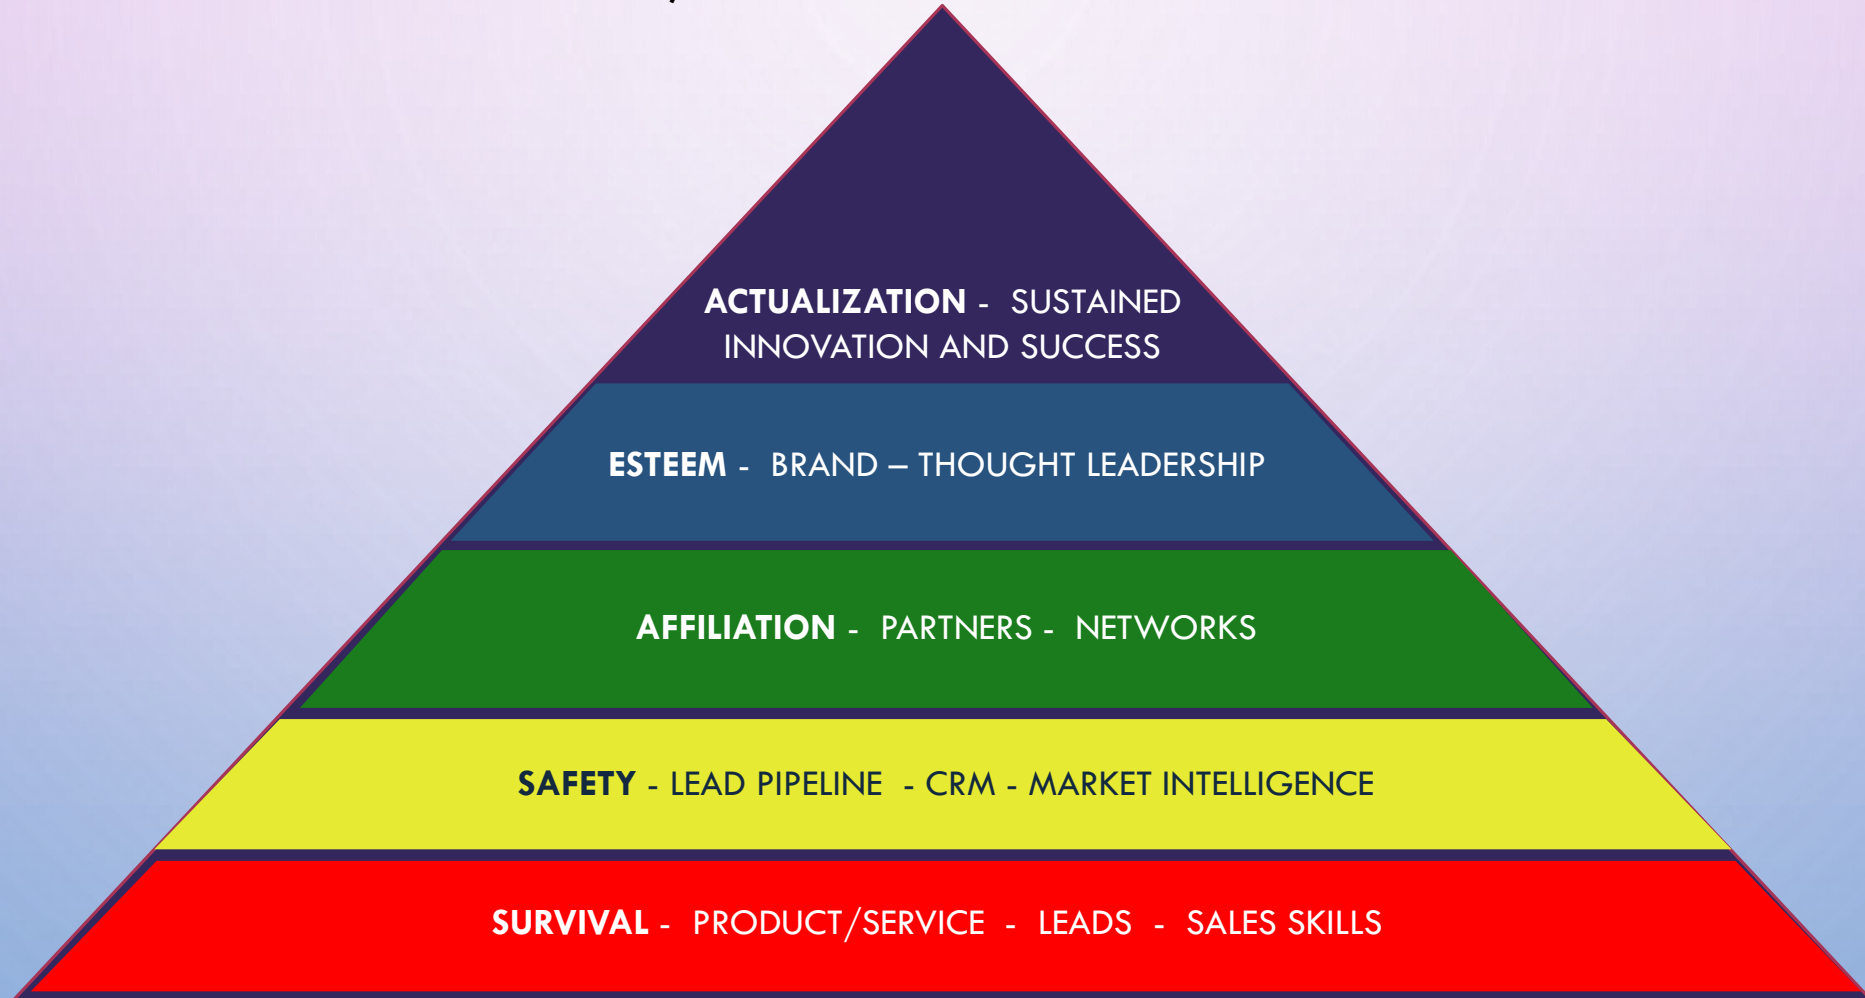 ACTUALIZATION - SUSTAINED
INNOVATION AND SUCCESS
ESTEEM - BRAND – THOUGHT LEADERSHIP
AFFILIATION - PARTNERS - NETWORKS
SAFETY - LEAD PIPELINE - CRM - MARKET INTELLIGENCE
SURVIVAL - PRODUCT/SERVICE - LEADS - SALES SKILLS